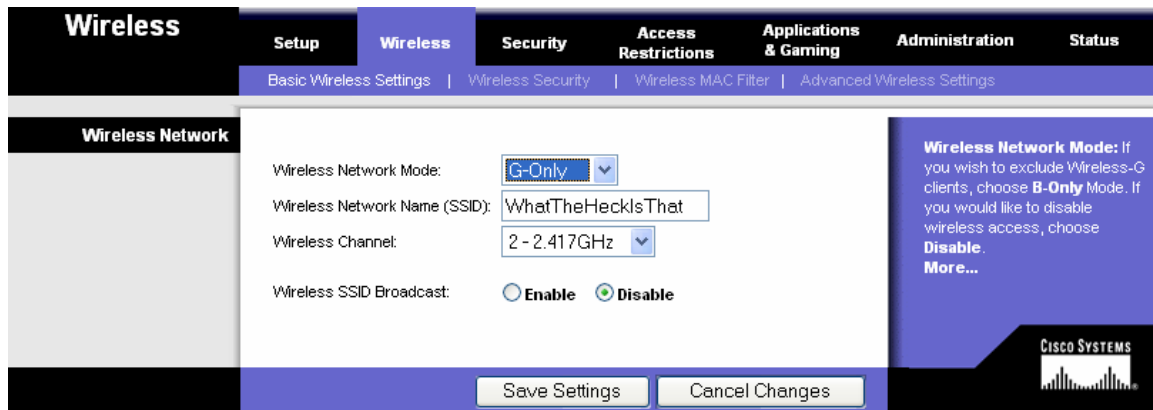 Wireless
Setup Wireless Security Access Restrictions Applications & Gaming Administration Status
Basic Wireless Settings | Wireless Security | Wireless MAC Filter | Advanced Wireless Settings
Wireless Network
Wireless Network Mode: G-Only
Wireless Network Name (SSID): WhatTheHeckIsThat
Wireless Channel: 2 - 2.417GHz
Wireless SSID Broadcast: Enable Disable
Wireless Network Mode: If
you wish to exclude Wireless-G
clients, choose B-Only Mode. If
you would like to disable
wireless access, choose
Disable.
More...
CISCO SYSTEMS
Save Settings Cancel Changes